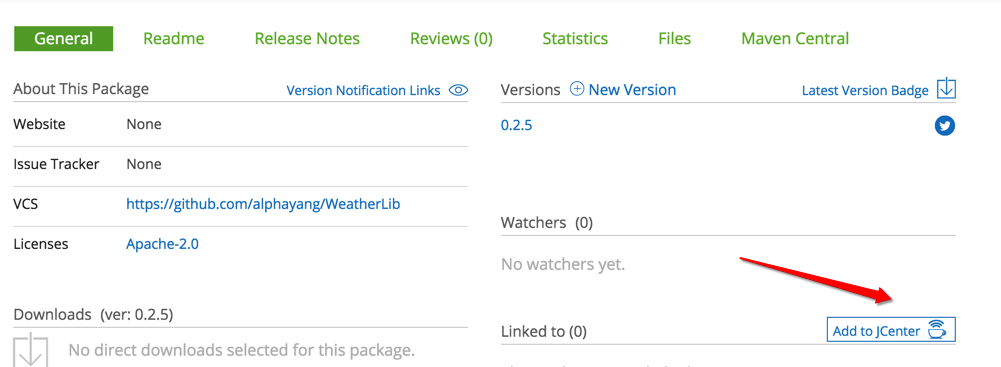 General Readme Release Notes Reviews (0) Statistics Files Maven Central
About This Package Version Notification Links
Website None
Issue Tracker None
VCS https://github.com/alphayang/WeatherLib
Licenses Apache-2.0
Downloads (ver: 0.2.5)
No direct downloads selected for this package.
Versions New Version Latest Version Badge
0.2.5
Watchers (0)
No watchers yet.
Linked to (0) Add to JCenter